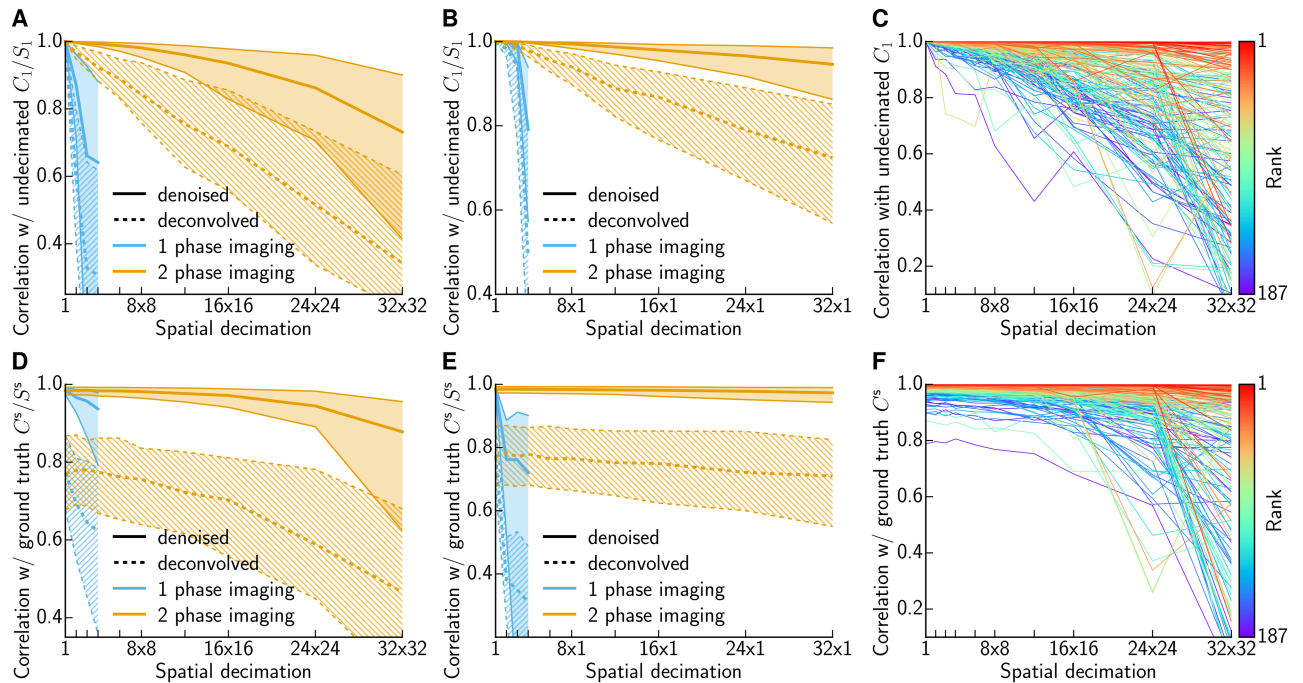 A
Correlation w/ undecimated C₁/S₁
1.0
0.8
0.6
0.4
denoised
deconvolved
1 phase imaging
2 phase imaging
1
8x8
16x16
24x24
32x32
Spatial decimation
B
Correlation w/ undecimated C₁/S₁
1.0
0.8
0.6
0.4
denoised
deconvolved
1 phase imaging
2 phase imaging
1
8x1
16x1
24x1
32x1
Spatial decimation
C
Correlation with undecimated C₁
1.0
0.8
0.6
0.4
0.2
1
8x8
16x16
24x24
32x32
Spatial decimation
1
Rank
187
D
Correlation w/ ground truth Cˢ/Sˢ
1.0
0.8
0.6
0.4
denoised
deconvolved
1 phase imaging
2 phase imaging
1
8x8
16x16
24x24
32x32
Spatial decimation
E
Correlation w/ ground truth Cˢ/Sˢ
1.0
0.8
0.6
0.4
denoised
deconvolved
1 phase imaging
2 phase imaging
1
8x1
16x1
24x1
32x1
Spatial decimation
F
Correlation w/ ground truth Cˢ
1.0
0.8
0.6
0.4
0.2
1
8x8
16x16
24x24
32x32
Spatial decimation
1
Rank
187